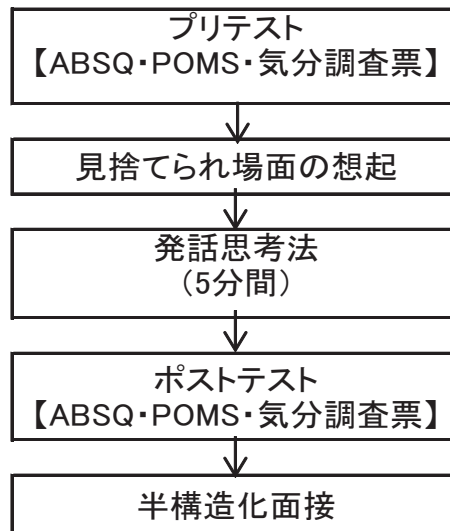 プリテスト
【ABSQ・POMS・気分調査票】
見捨てられ場面の想起
発話思考法
（5分間）
ポストテスト
【ABSQ・POMS・気分調査票】
半構造化面接